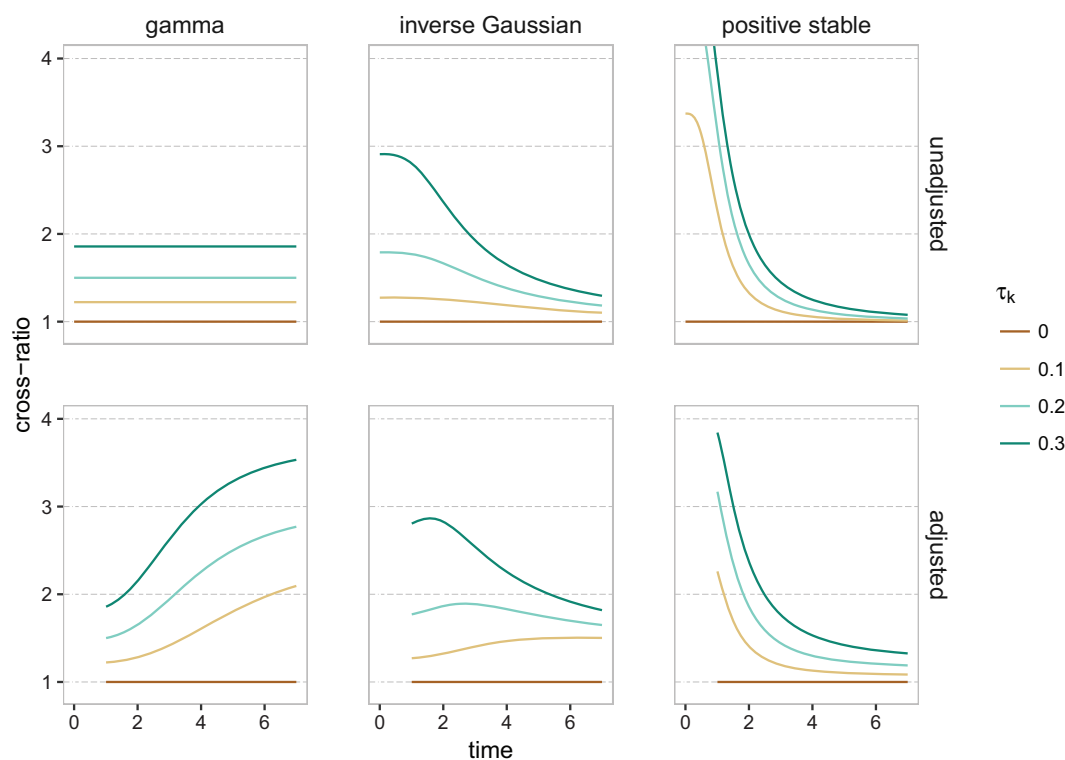 gamma
inverse Gaussian
positive stable
4
3
2
1
unadjusted
4
3
2
1
adjusted
cross−ratio
0 2 4 6
0 2 4 6
0 2 4 6
time
τk
0
0.1
0.2
0.3